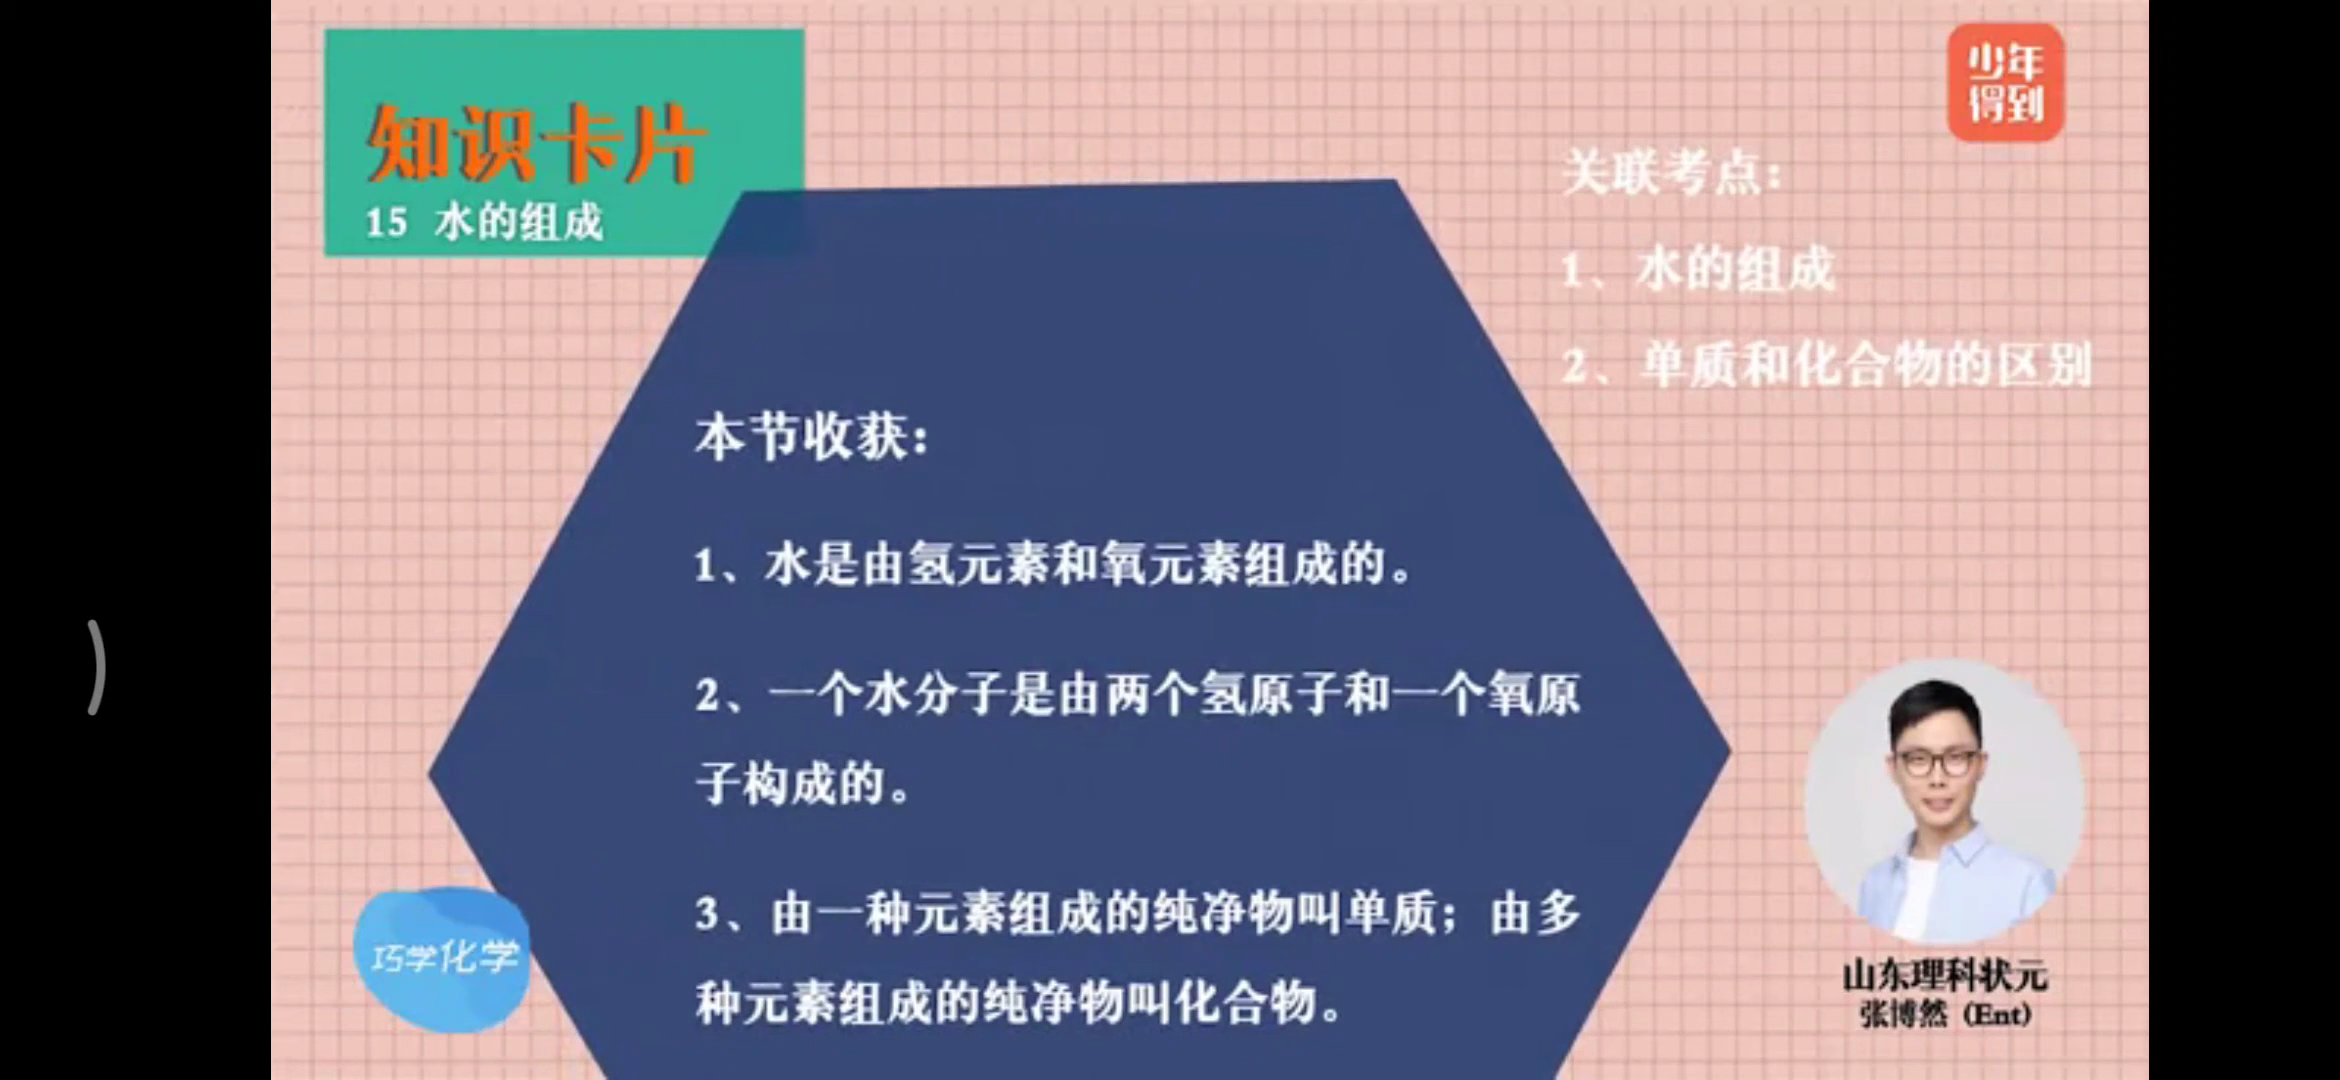 知识卡片
15 水的组成
少年
得到
关联考点：
1、水的组成
2、单质和化合物的区别
本节收获：
1、水是由氢元素和氧元素组成的。
2、一个水分子是由两个氢原子和一个氧原
子构成的。
3、由一种元素组成的纯净物叫单质；由多
种元素组成的纯净物叫化合物。
巧学化学
山东理科状元
张博然（Ent）